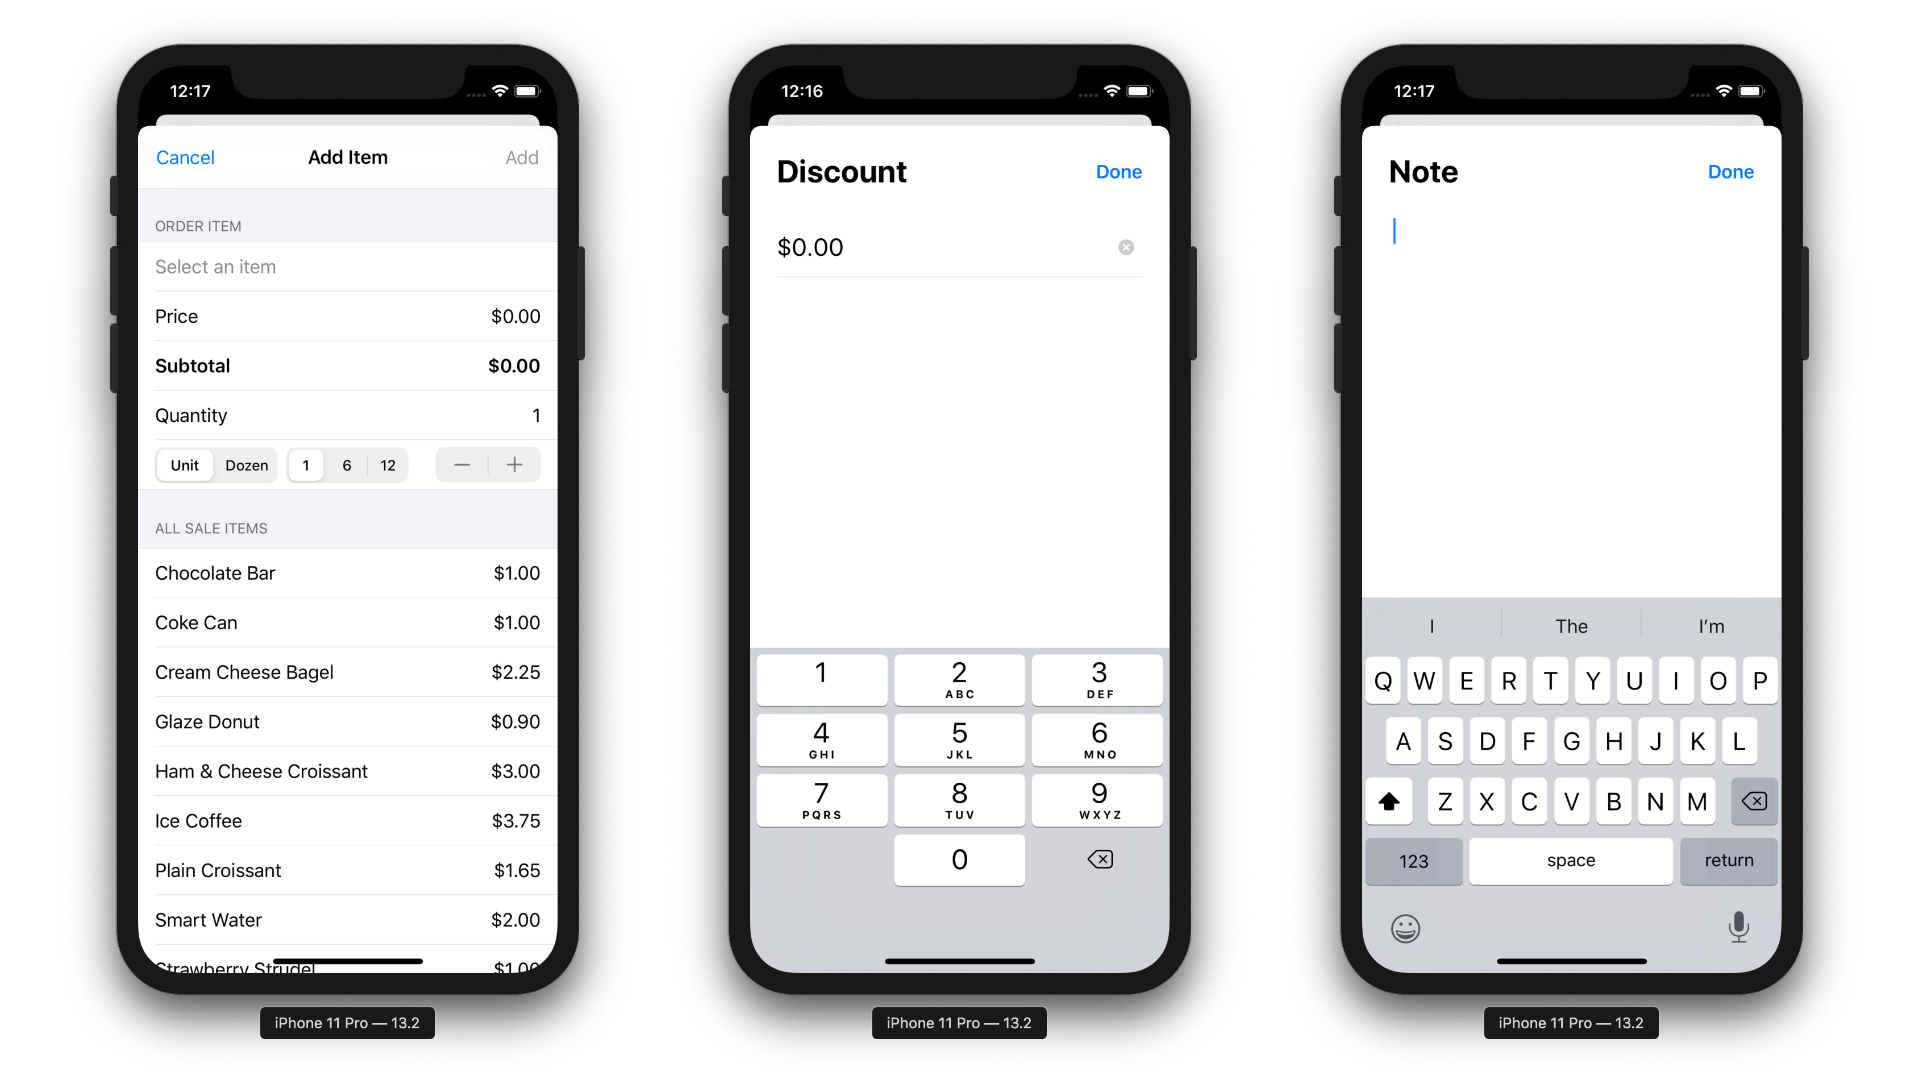 12:17
Cancel Add Item Add
ORDER ITEM
Select an item
Price $0.00
Subtotal $0.00
Quantity 1
Unit Dozen 1 6 12 − +
ALL SALE ITEMS
Chocolate Bar $1.00
Coke Can $1.00
Cream Cheese Bagel $2.25
Glaze Donut $0.90
Ham & Cheese Croissant $3.00
Ice Coffee $3.75
Plain Croissant $1.65
Smart Water $2.00
Strawberry Strudel $1.00
iPhone 11 Pro — 13.2
12:16
Discount Done
$0.00
1 2 3
ABC DEF
4 5 6
GHI JKL MNO
7 8 9
PQRS TUV WXYZ
0
iPhone 11 Pro — 13.2
12:17
Note Done
I The I'm
Q W E R T Y U I O P
A S D F G H J K L
Z X C V B N M
123 space return
iPhone 11 Pro — 13.2